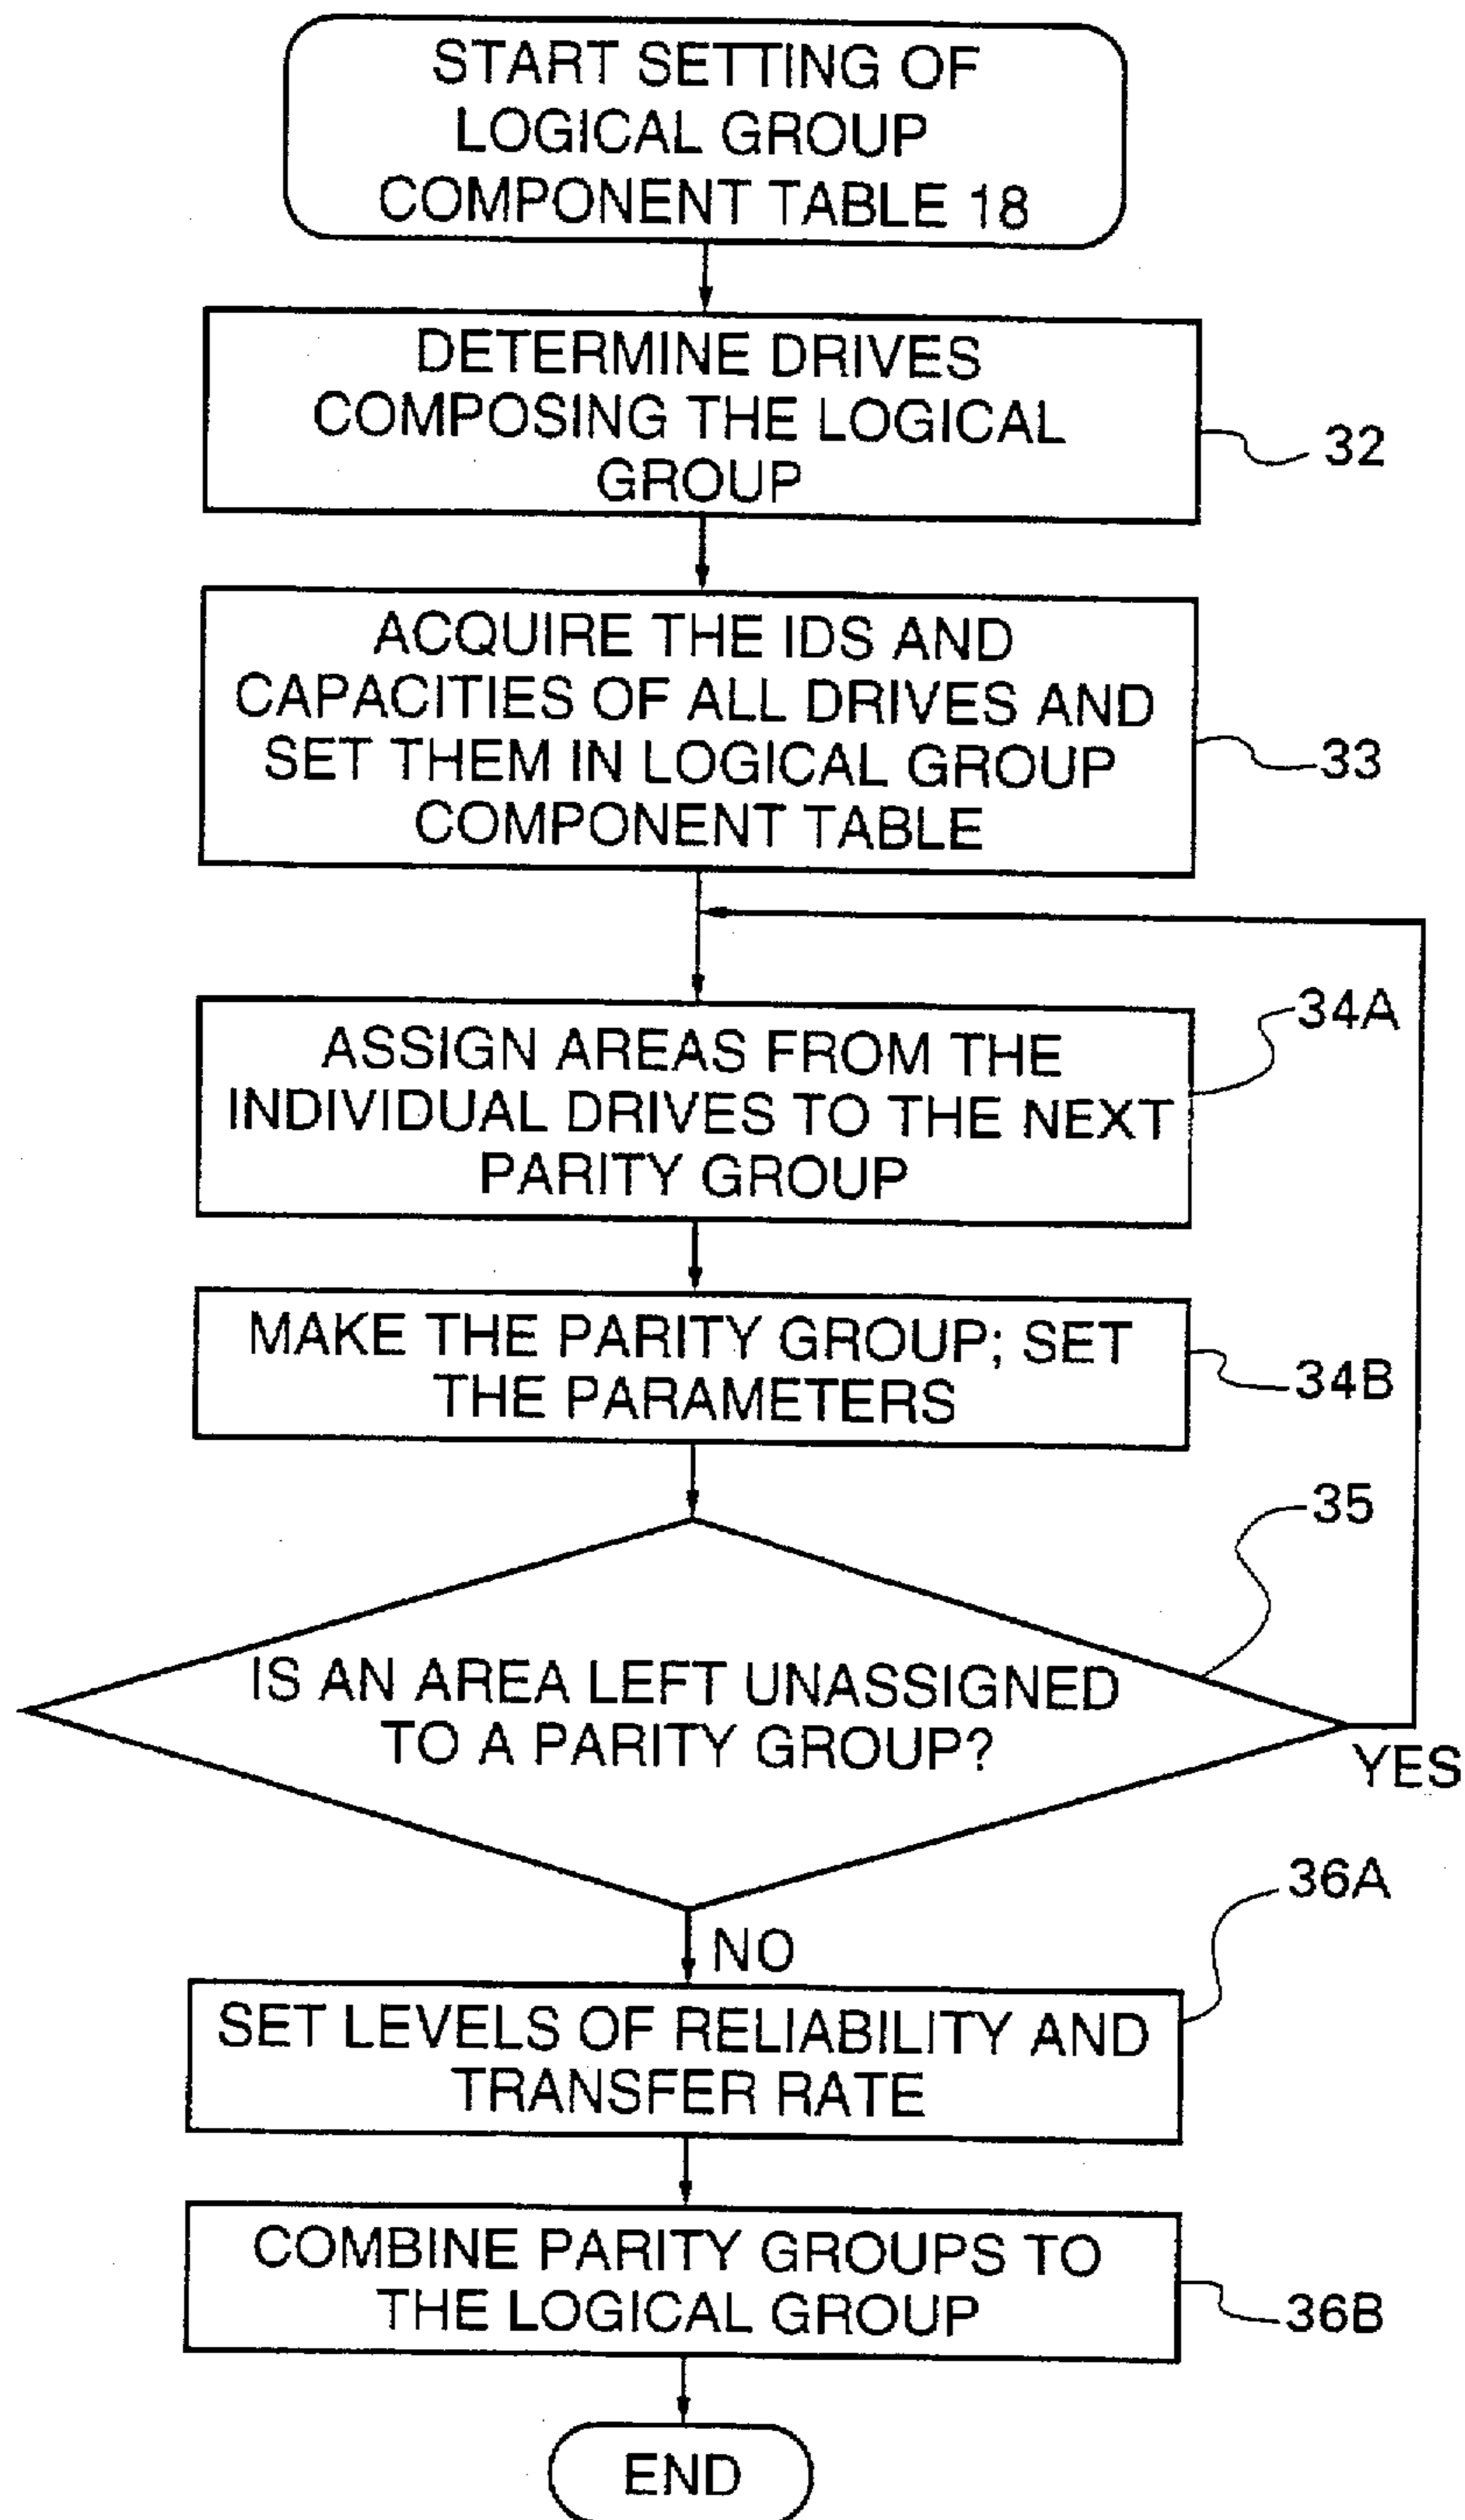 START SETTING OF
LOGICAL GROUP
COMPONENT TABLE 18
DETERMINE DRIVES
COMPOSING THE LOGICAL
GROUP
32
ACQUIRE THE IDS AND
CAPACITIES OF ALL DRIVES AND
SET THEM IN LOGICAL GROUP
COMPONENT TABLE
33
34A
ASSIGN AREAS FROM THE
INDIVIDUAL DRIVES TO THE NEXT
PARITY GROUP
MAKE THE PARITY GROUP; SET
THE PARAMETERS
34B
35
IS AN AREA LEFT UNASSIGNED
TO A PARITY GROUP?
YES
36A
NO
SET LEVELS OF RELIABILITY AND
TRANSFER RATE
COMBINE PARITY GROUPS TO
THE LOGICAL GROUP
36B
END